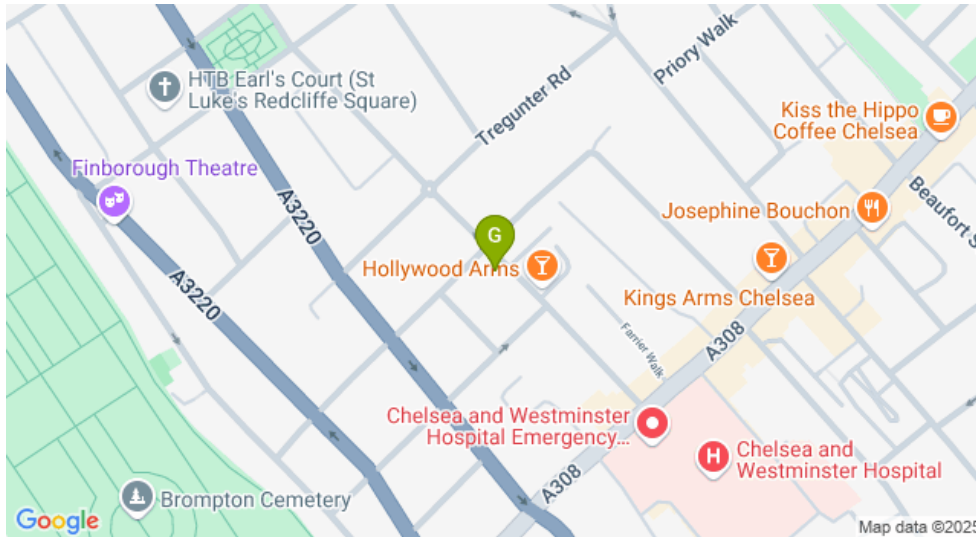 Priory Walk
HTB Earl's Court (St
Luke's Redcliffe Square)
Tregunter Rd
Kiss the Hippo
Coffee Chelsea
Finborough Theatre
A3220
Josephine Bouchon
Beaufort S
G
Hollywood Arms
A3220
Kings Arms Chelsea
Farrier Walk
A308
Chelsea and Westminster
Hospital Emergency...
H
Chelsea and
Westminster Hospital
A308
Brompton Cemetery
Google
Map data ©2025